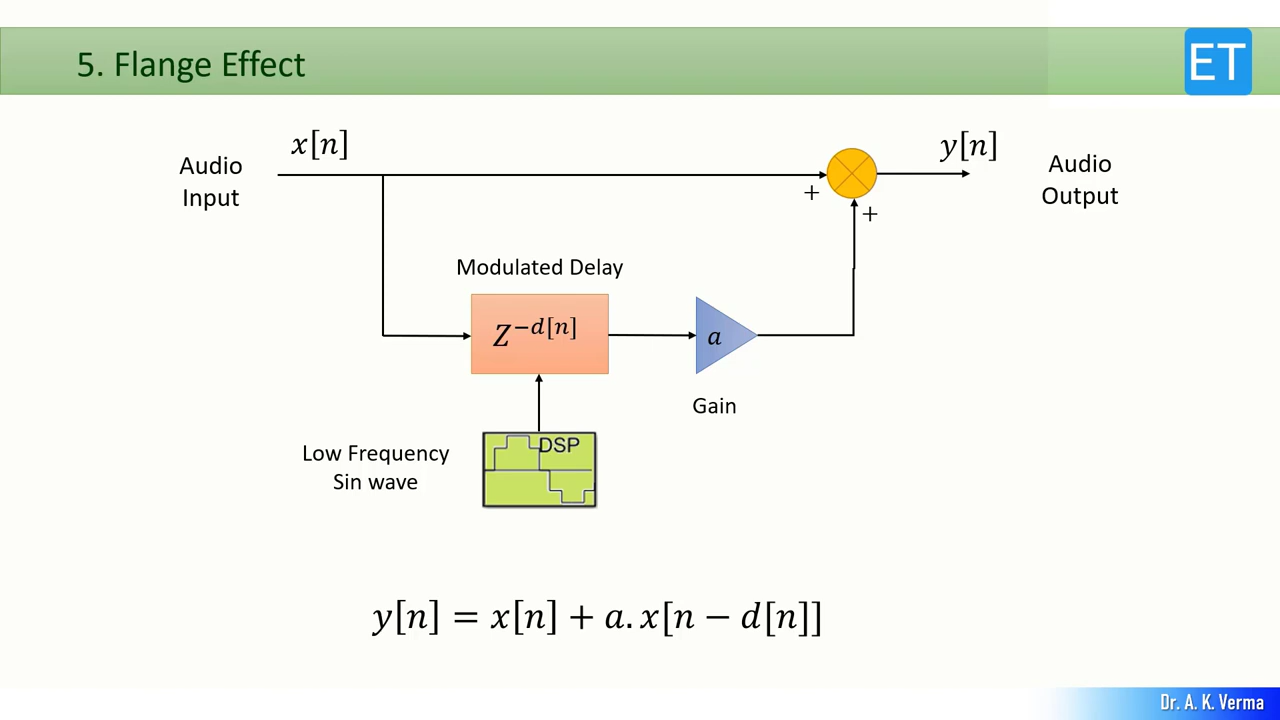 5. Flange Effect
ET
x[n]
y[n]
Audio
Input
Audio
Output
+
+
Modulated Delay
Z^{-d[n]}
a
Gain
DSP
Low Frequency
Sin wave
y[n] = x[n] + a. x[n − d[n]]
Dr. A. K. Verma